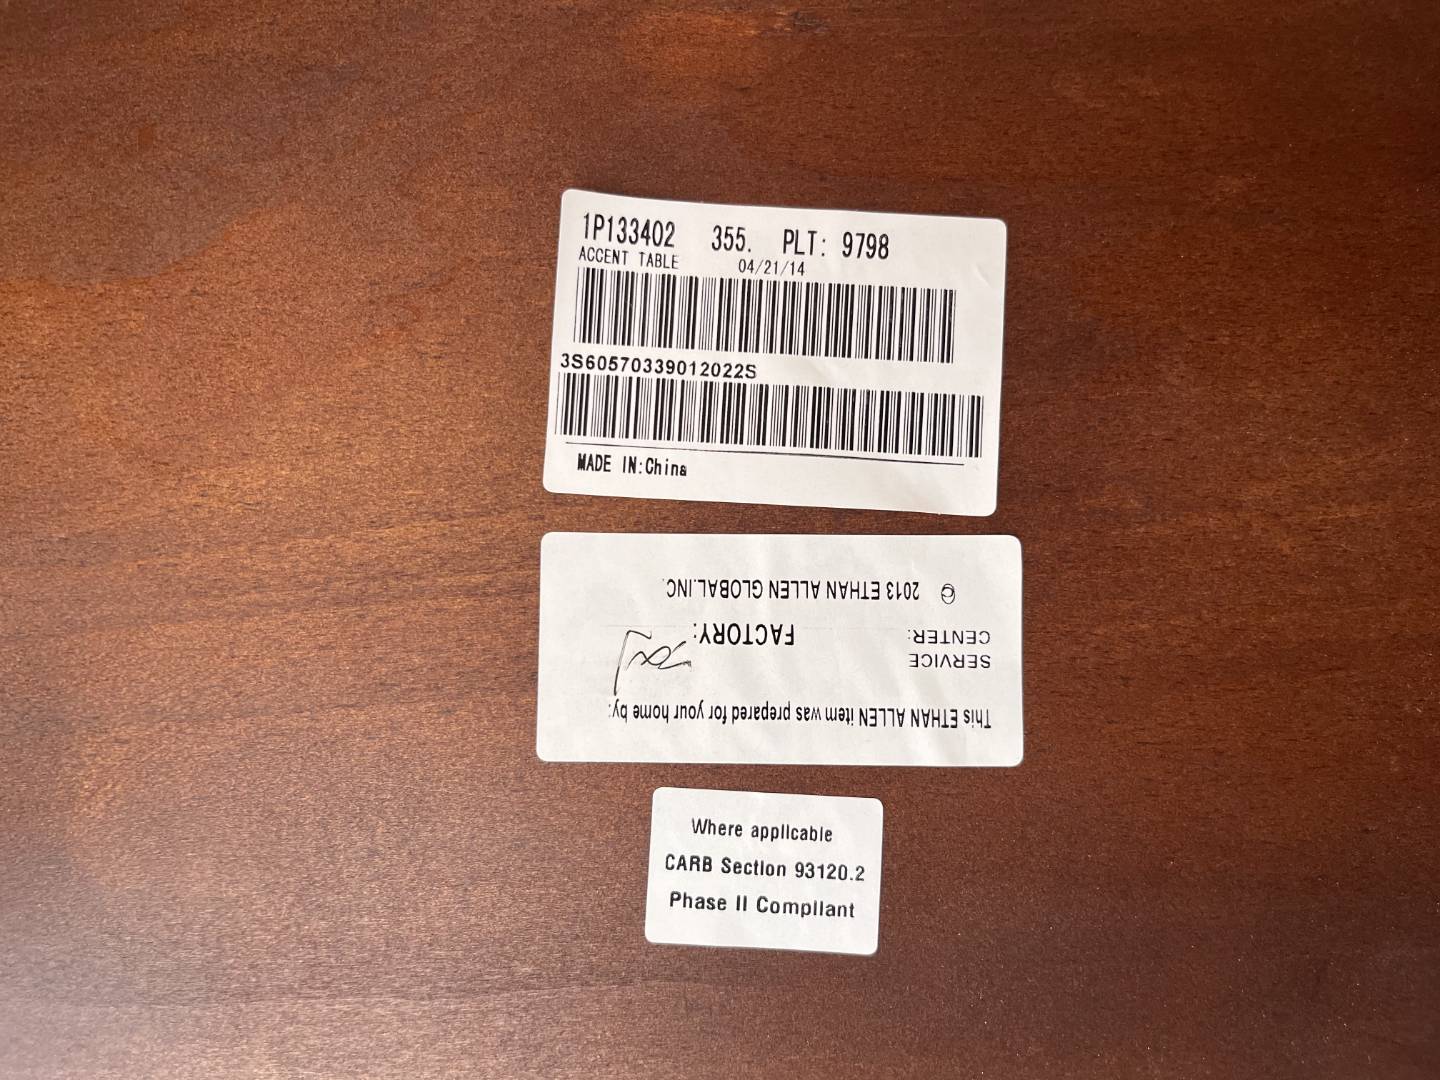 1P133402 355. PLT: 9798
ACCENT TABLE 04/21/14
3S60570339012022S
MADE IN:China
This ETHAN ALLEN item was prepared for your home by:
SERVICE
CENTER:
FACTORY:
© 2013 ETHAN ALLEN GLOBAL.INC.
Where applicable
CARB Section 93120.2
Phase II Compliant